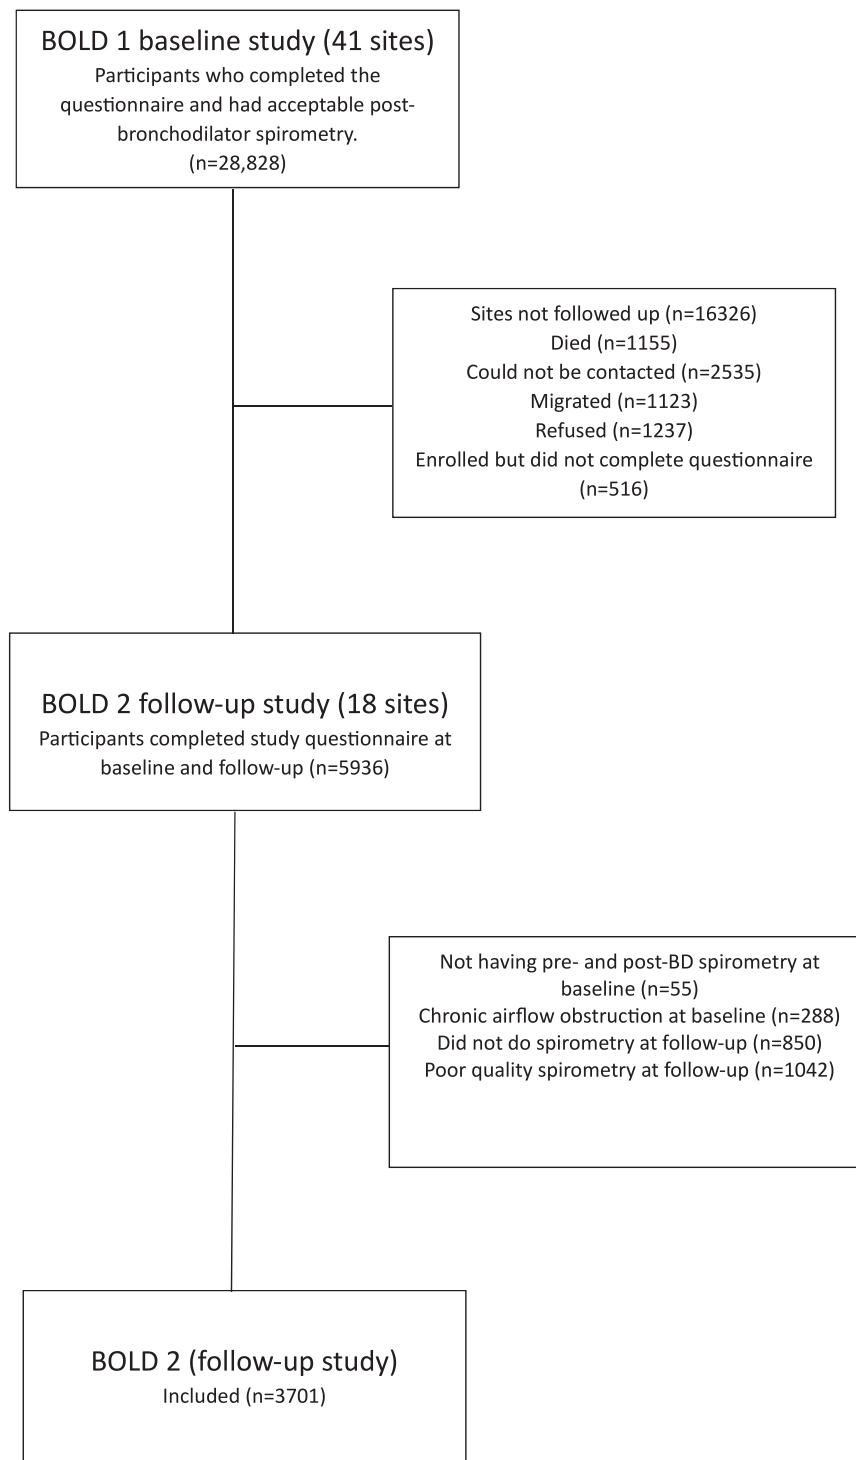 BOLD 1 baseline study (41 sites)
Participants who completed the
questionnaire and had acceptable post-
bronchodilator spirometry.
(n=28,828)
Sites not followed up (n=16326)
Died (n=1155)
Could not be contacted (n=2535)
Migrated (n=1123)
Refused (n=1237)
Enrolled but did not complete questionnaire
(n=516)
BOLD 2 follow-up study (18 sites)
Participants completed study questionnaire at
baseline and follow-up (n=5936)
Not having pre- and post-BD spirometry at
baseline (n=55)
Chronic airflow obstruction at baseline (n=288)
Did not do spirometry at follow-up (n=850)
Poor quality spirometry at follow-up (n=1042)
BOLD 2 (follow-up study)
Included (n=3701)